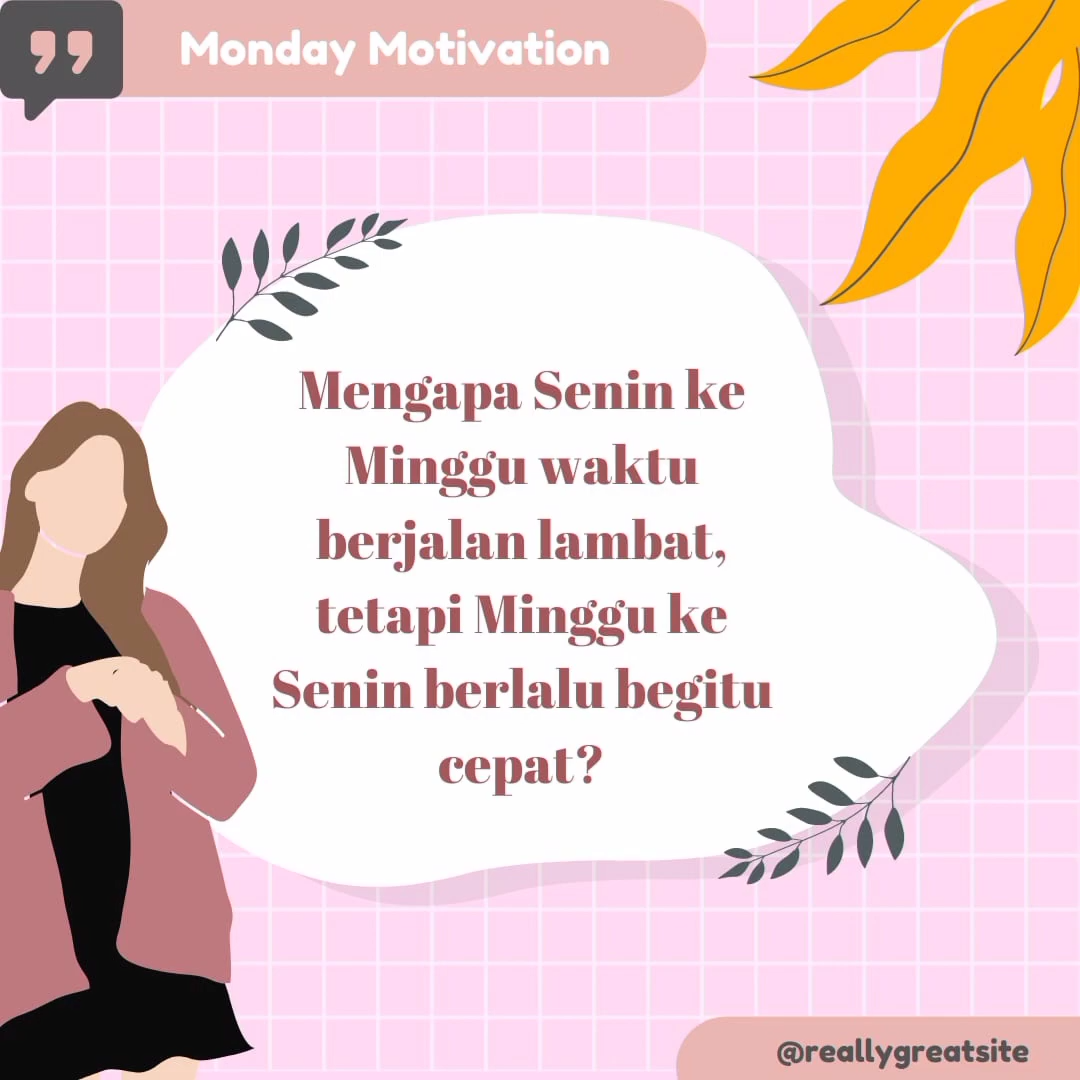 Monday Motivation
Mengapa Senin ke
Minggu waktu
berjalan lambat,
tetapi Minggu ke
Senin berlalu begitu
cepat?
@reallygreatsite